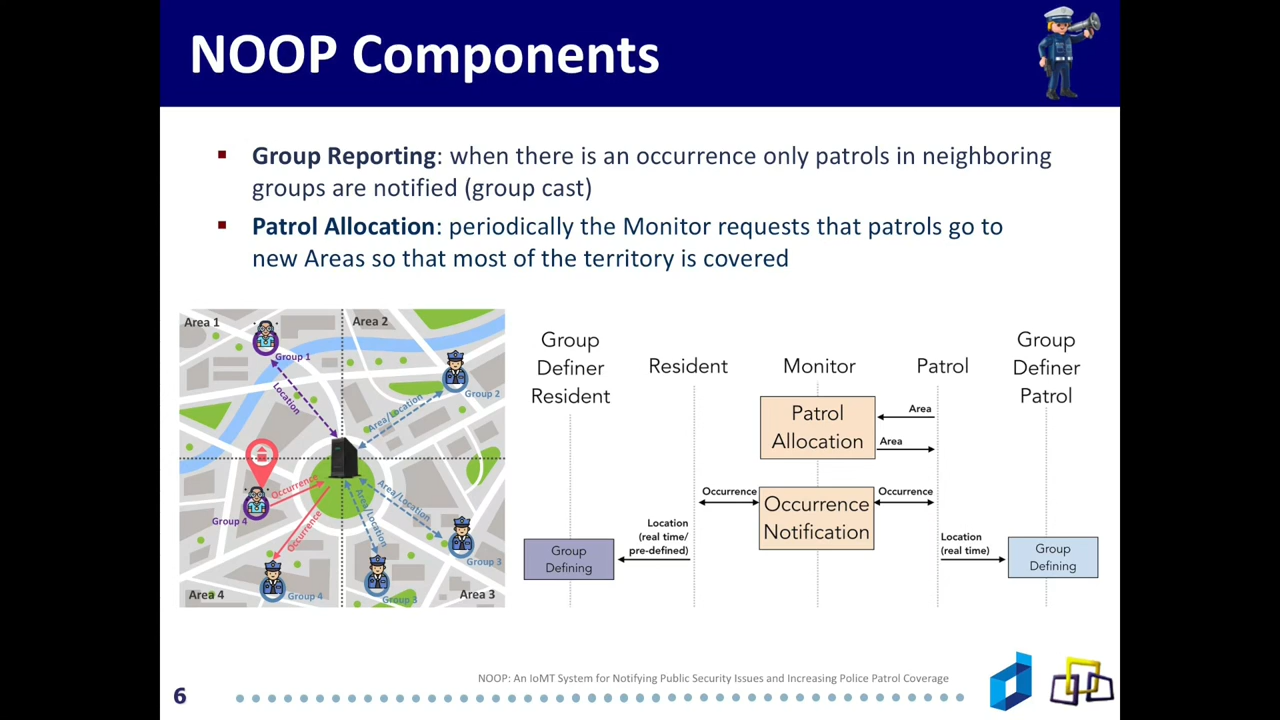 NOOP Components
Group Reporting: when there is an occurrence only patrols in neighboring
groups are notified (group cast)
Patrol Allocation: periodically the Monitor requests that patrols go to
new Areas so that most of the territory is covered
Area 1
Area 2
Group 1
Location
Group 2
Area/Location
Occurrence
Group 4
Occurrence
Area/Location
Area/Location
Group 3
Group 4
Group 3
Area 4
Area 3
Group
Definer
Resident
Resident
Monitor
Patrol
Group
Definer
Patrol
Patrol
Allocation
Area
Area
Occurrence
Occurrence
Notification
Occurrence
Location
(real time/
pre-defined)
Location
(real time)
Group
Defining
Group
Defining
NOOP: An IoMT System for Notifying Public Security Issues and Increasing Police Patrol Coverage
6